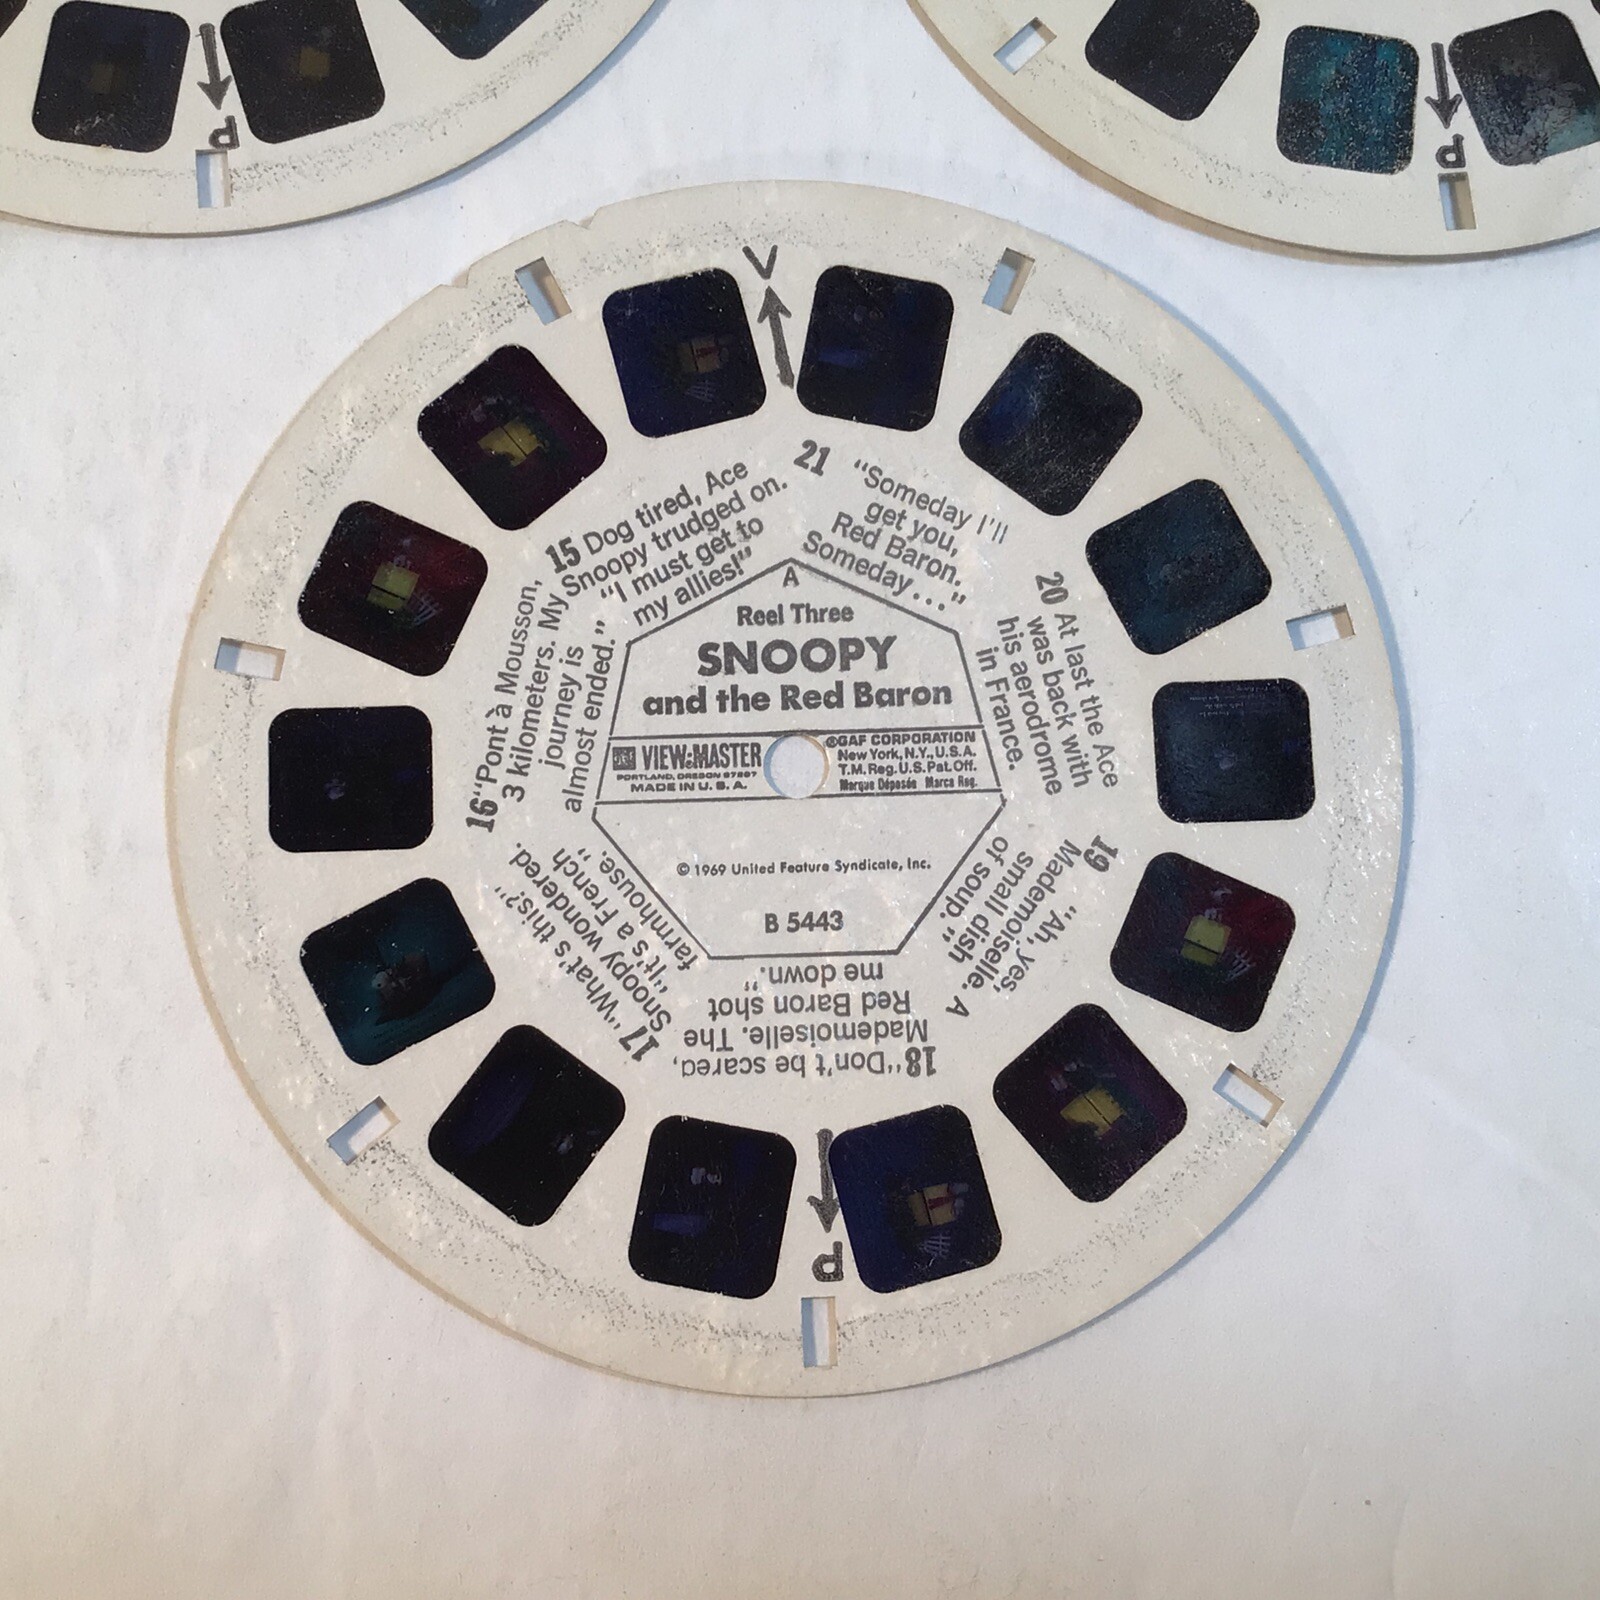 P
P
V
A
Reel Three
SNOOPY
and the Red Baron
VIEW-MASTER
PORTLAND, OREGON 97207
MADE IN U.S.A.
®GAF CORPORATION
New York, N.Y., U.S.A.
T.M. Reg. U.S. Pat. Off.
Marque Déposée Marca Reg.
© 1969 United Feature Syndicate, Inc.
B 5443
15 Dog tired, Ace
Snoopy trudged on.
"I must get to
my allies!"
16 "Pont à Mousson,
3 kilometers. My
journey is
almost ended."
17 "What's this?"
Snoopy wondered.
"It's a French
farmhouse."
18 "Don't be scared,
Mademoiselle. The
Red Baron shot
me down."
19 "Ah, yes,
Mademoiselle. A
small dish
of soup."
20 At last the Ace
was back with
his aerodrome
in France.
21 "Someday I'll
get you,
Red Baron.
Someday..."
P